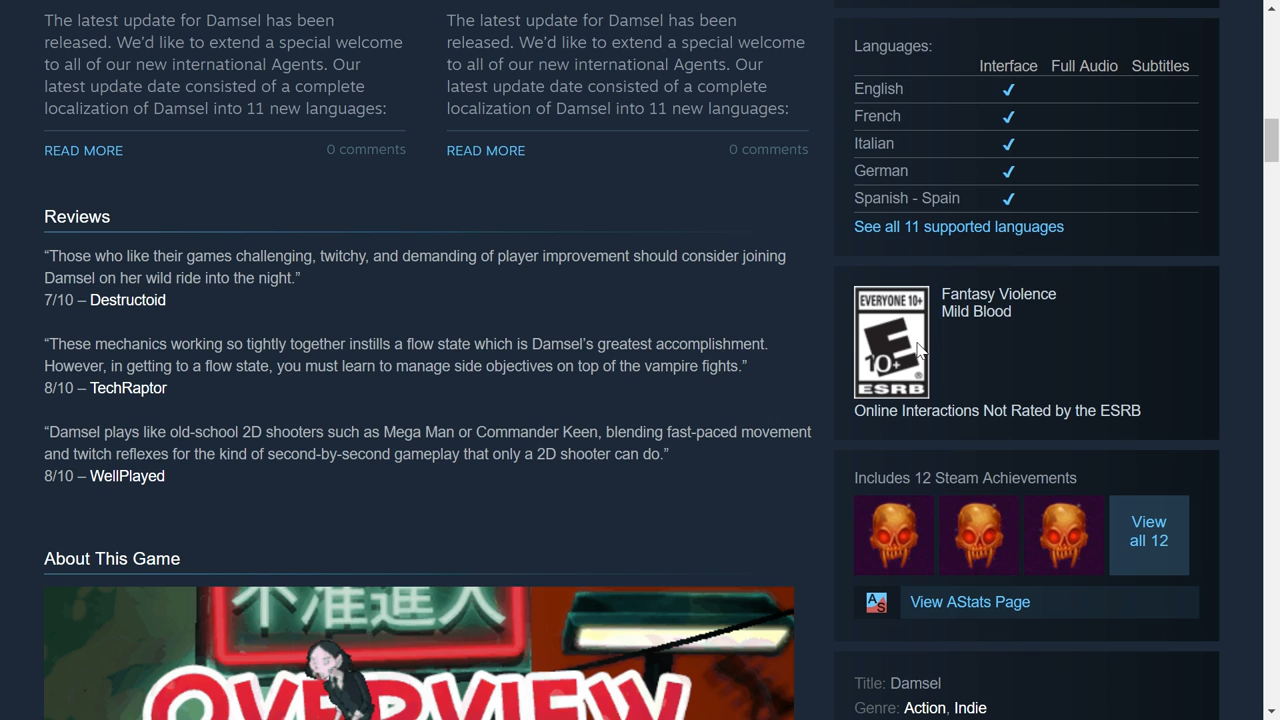 The latest update for Damsel has been
released. We'd like to extend a special welcome
to all of our new international Agents. Our
latest update date consisted of a complete
localization of Damsel into 11 new languages:
READ MORE
0 comments
The latest update for Damsel has been
released. We'd like to extend a special welcome
to all of our new international Agents. Our
latest update date consisted of a complete
localization of Damsel into 11 new languages:
READ MORE
0 comments
Reviews
“Those who like their games challenging, twitchy, and demanding of player improvement should consider joining
Damsel on her wild ride into the night.”
7/10 – Destructoid
“These mechanics working so tightly together instills a flow state which is Damsel’s greatest accomplishment.
However, in getting to a flow state, you must learn to manage side objectives on top of the vampire fights.”
8/10 – TechRaptor
“Damsel plays like old-school 2D shooters such as Mega Man or Commander Keen, blending fast-paced movement
and twitch reflexes for the kind of second-by-second gameplay that only a 2D shooter can do.”
8/10 – WellPlayed
About This Game
不准進入
OVERVIEW
Languages:
Interface Full Audio Subtitles
English ✔
French ✔
Italian ✔
German ✔
Spanish - Spain ✔
See all 11 supported languages
EVERYONE 10+
E
10+
®
ESRB
Fantasy Violence
Mild Blood
Online Interactions Not Rated by the ESRB
Includes 12 Steam Achievements
View
all 12
AS
View AStats Page
Title: Damsel
Genre: Action, Indie